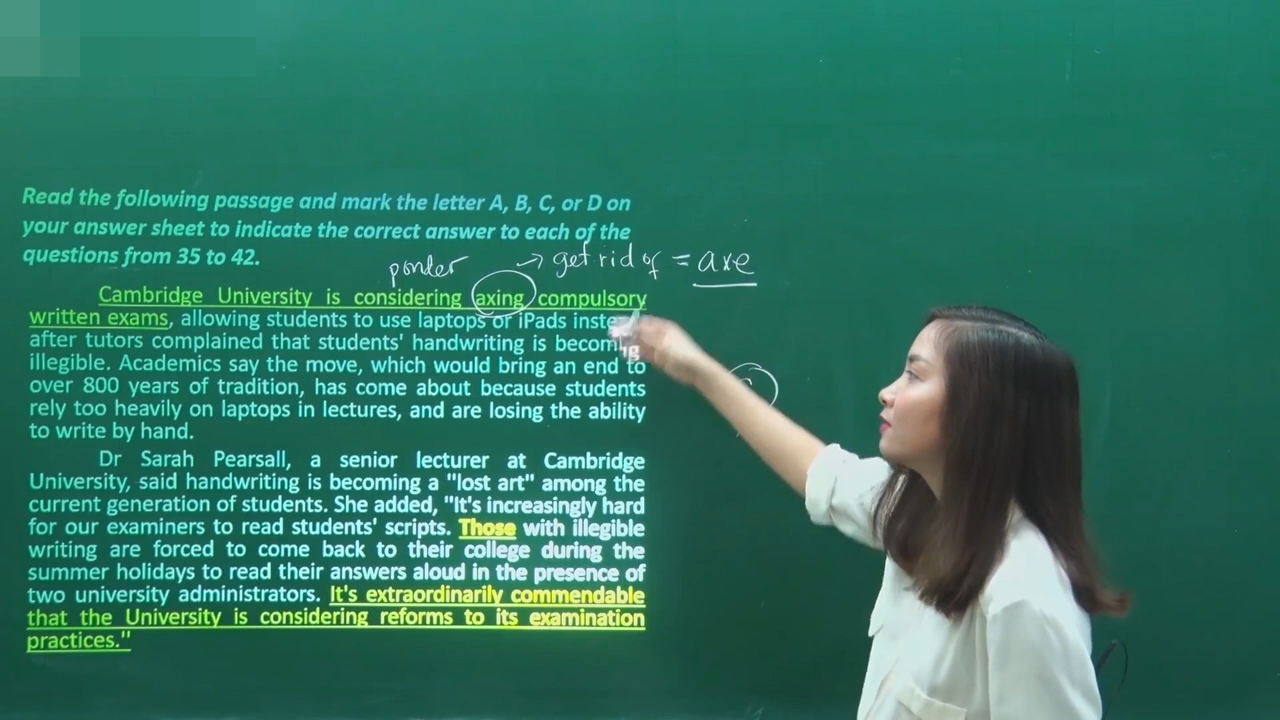 Read the following passage and mark the letter A, B, C, or D on
your answer sheet to indicate the correct answer to each of the
questions from 35 to 42.
ponder → get rid of = axe
Cambridge University is considering axing compulsory
written exams, allowing students to use laptops or iPads inste
after tutors complained that students' handwriting is becoming
illegible. Academics say the move, which would bring an end to
over 800 years of tradition, has come about because students
rely too heavily on laptops in lectures, and are losing the ability
to write by hand.
Dr Sarah Pearsall, a senior lecturer at Cambridge
University, said handwriting is becoming a "lost art" among the
current generation of students. She added, "It's increasingly hard
for our examiners to read students' scripts. Those with illegible
writing are forced to come back to their college during the
summer holidays to read their answers aloud in the presence of
two university administrators. It's extraordinarily commendable
that the University is considering reforms to its examination
practices."